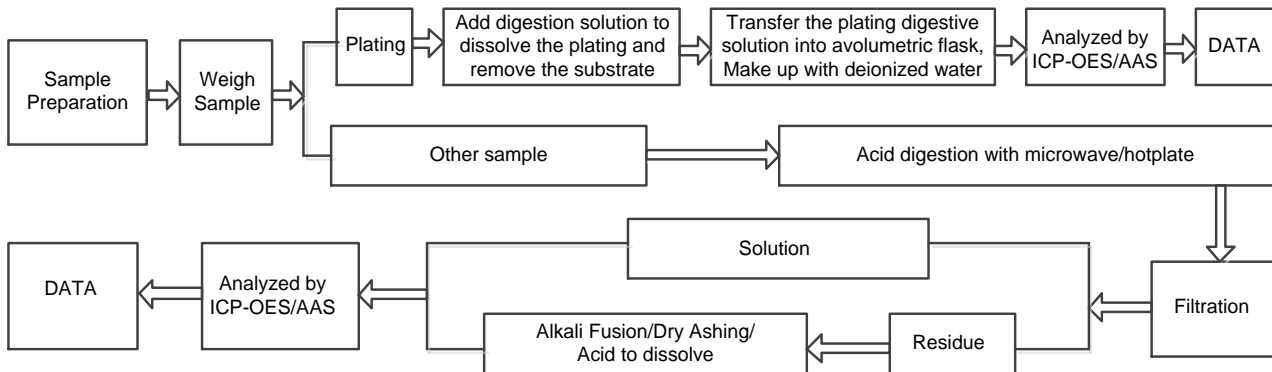 Sample
Preparation
Weigh
Sample
Plating
Add digestion solution to
dissolve the plating and
remove the substrate
Transfer the plating digestive
solution into avolumetric flask,
Make up with deionized water
Analyzed by
ICP-OES/AAS
DATA
Other sample
Acid digestion with microwave/hotplate
Filtration
Solution
Residue
Alkali Fusion/Dry Ashing/
Acid to dissolve
Analyzed by
ICP-OES/AAS
DATA